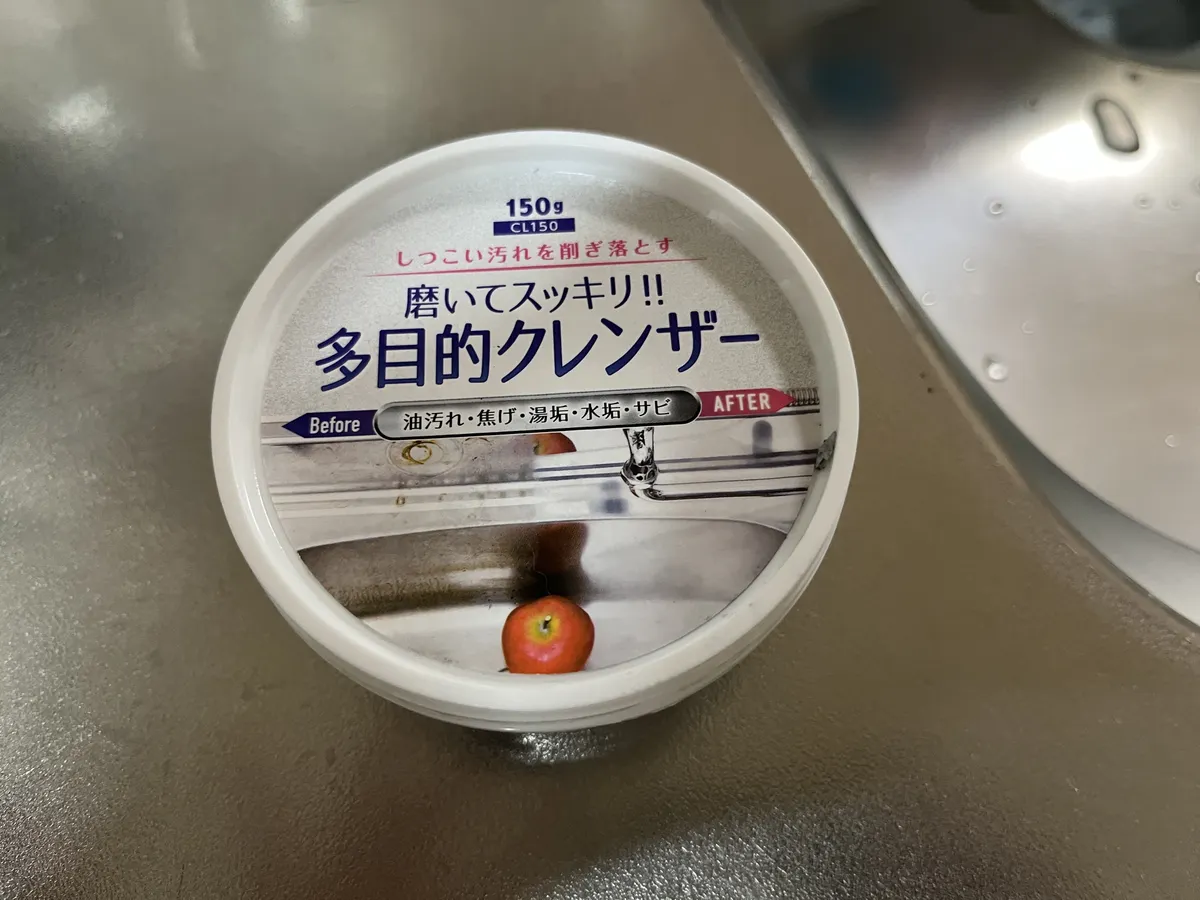 150g
CL150
しつこい汚れを削ぎ落とす
磨いてスッキリ!!
多目的クレンザー
Before 油汚れ・焦げ・湯垢・水垢・サビ AFTER